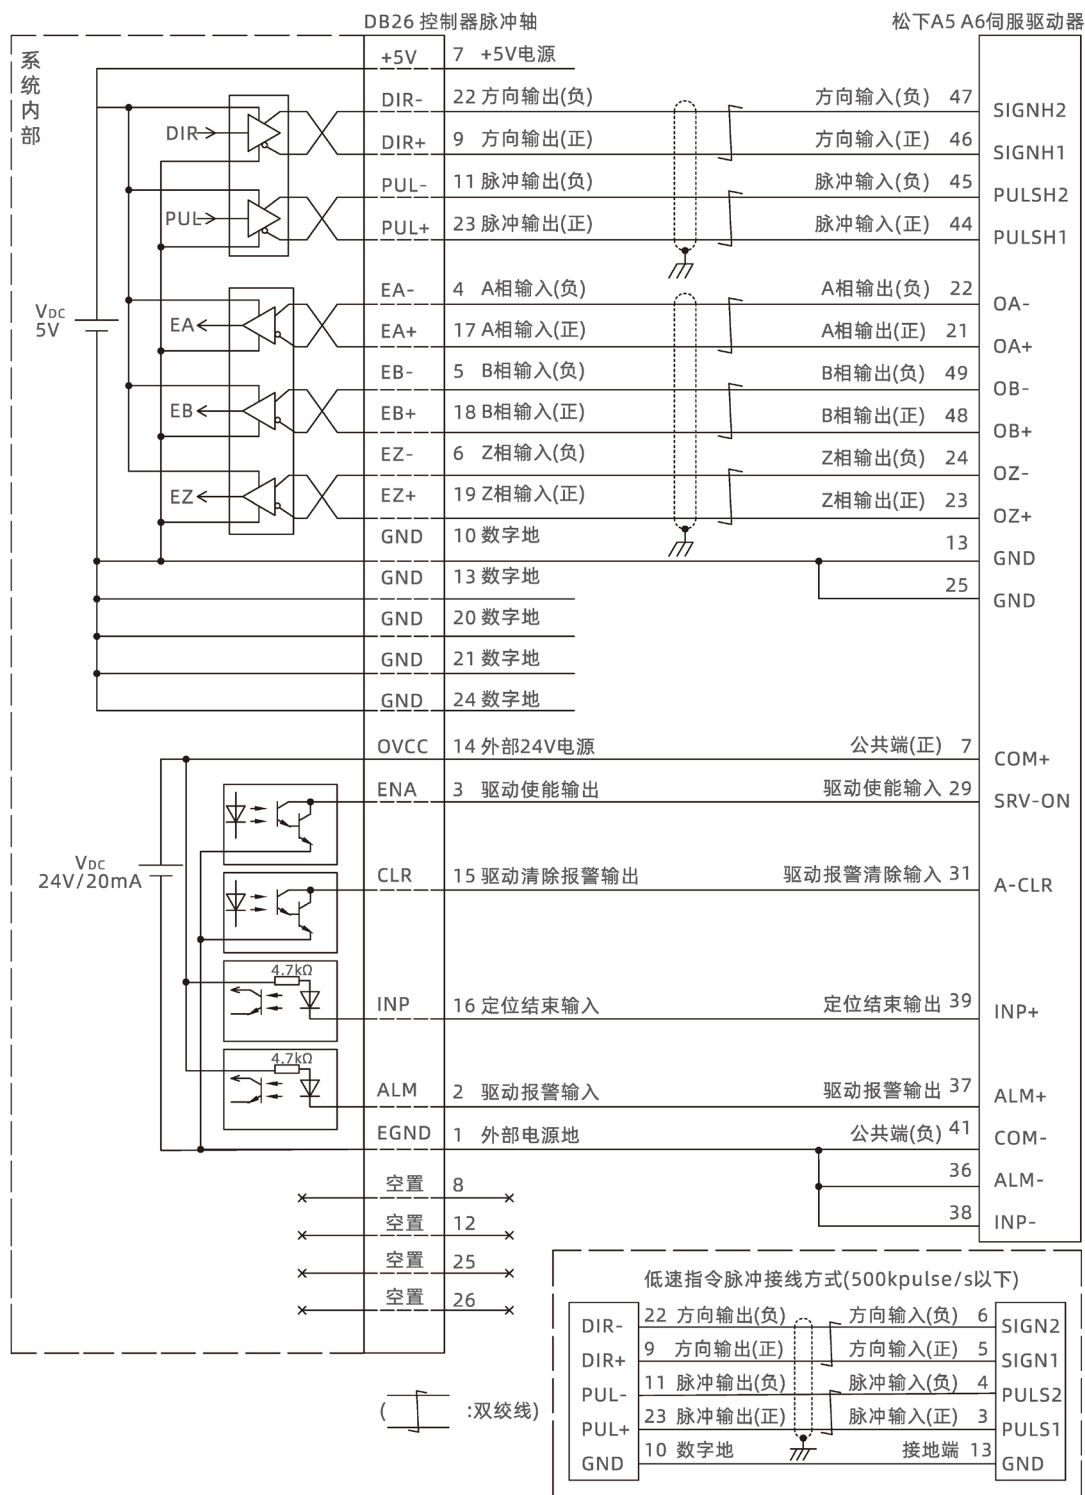 DB26 控制器脉冲轴 松下A5 A6伺服驱动器
系统内部
+5V 7 +5V电源
DIR- 22 方向输出(负) 方向输入(负) 47 SIGNH2
DIR DIR+ 9 方向输出(正) 方向输入(正) 46 SIGNH1
PUL- 11 脉冲输出(负) 脉冲输入(负) 45 PULSH2
PUL PUL+ 23 脉冲输出(正) 脉冲输入(正) 44 PULSH1
EA- 4 A相输入(负) A相输出(负) 22 OA-
VDC
5V
EA EA+ 17 A相输入(正) A相输出(正) 21 OA+
EB- 5 B相输入(负) B相输出(负) 49 OB-
EB EB+ 18 B相输入(正) B相输出(正) 48 OB+
EZ- 6 Z相输入(负) Z相输出(负) 24 OZ-
EZ EZ+ 19 Z相输入(正) Z相输出(正) 23 OZ+
GND 10 数字地 13 GND
GND 13 数字地 25 GND
GND 20 数字地
GND 21 数字地
GND 24 数字地
OVCC 14 外部24V电源 公共端(正) 7 COM+
ENA 3 驱动使能输出 驱动使能输入 29 SRV-ON
VDC
24V/20mA
CLR 15 驱动清除报警输出 驱动报警清除输入 31 A-CLR
4.7kΩ
INP 16 定位结束输入 定位结束输出 39 INP+
4.7kΩ
ALM 2 驱动报警输入 驱动报警输出 37 ALM+
EGND 1 外部电源地 公共端(负) 41 COM-
36 ALM-
38 INP-
空置 8
空置 12
空置 25
空置 26
低速指令脉冲接线方式(500kpulse/s以下)
DIR- 22 方向输出(负) 方向输入(负) 6 SIGN2
DIR+ 9 方向输出(正) 方向输入(正) 5 SIGN1
PUL- 11 脉冲输出(负) 脉冲输入(负) 4 PULS2
PUL+ 23 脉冲输出(正) 脉冲输入(正) 3 PULS1
GND 10 数字地 接地端 13 GND
( :双绞线)